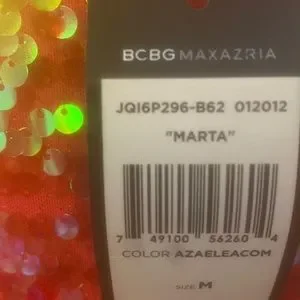 BCBGMAXAZRIA
JQI6P296-B62 012012
"MARTA"
7 49100 56260 4
COLOR AZAELEACOM
SIZE M